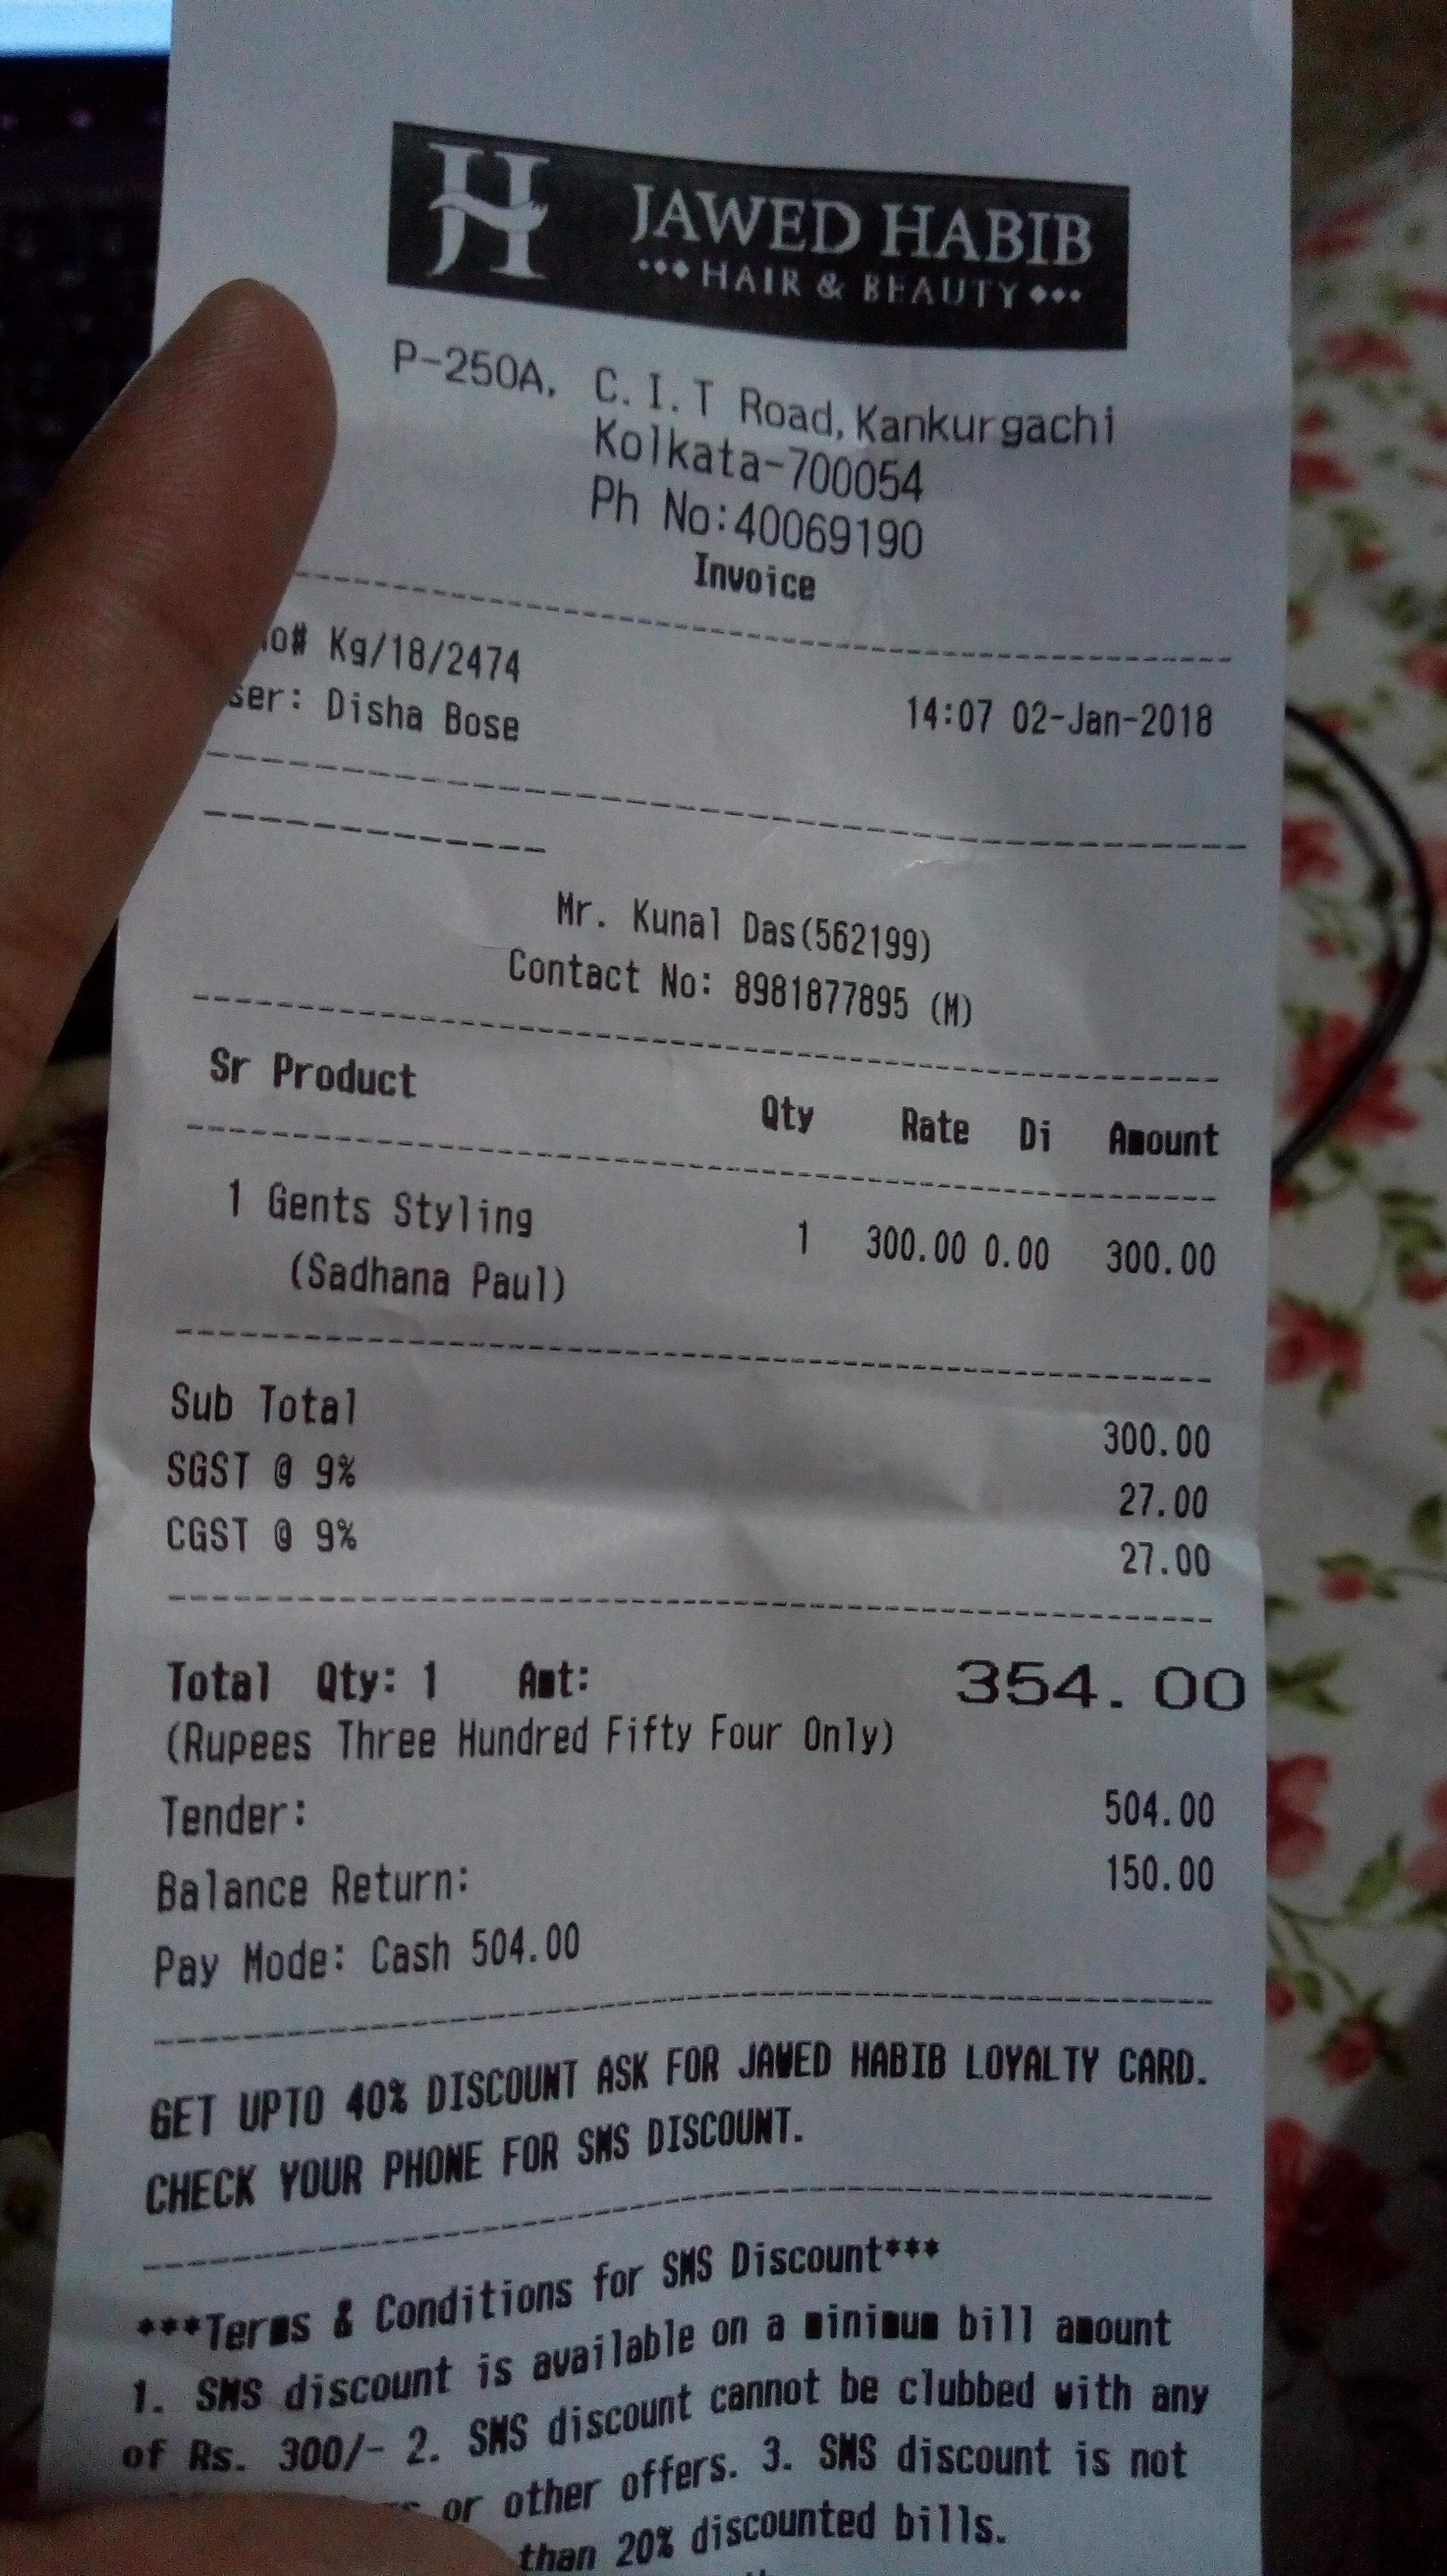 H
JAWED HABIB
HAIR & BEAUTY
P-250A, C.I.T Road, Kankurgachi
Kolkata-700054
Ph No:40069190
Invoice
Kg/18/2474
Disha Bose
14:07 02-Jan-2018
Mr. Kunal Das(562199)
Contact No: 8981877895 (M)
Sr Product Qty Rate Di Amount
1 Gents Styling 1 300.00 0.00 300.00
(Sadhana Paul)
Sub Total 300.00
SGST @ 9% 27.00
CGST @ 9% 27.00
Total Qty: 1 Amt: 354.00
(Rupees Three Hundred Fifty Four Only)
Tender: 504.00
Balance Return: 150.00
Pay Mode: Cash 504.00
GET UPTO 40% DISCOUNT ASK FOR JAWED HABIB LOYALTY CARD.
CHECK YOUR PHONE FOR SMS DISCOUNT.
***Terms & Conditions for SMS Discount***
1. SMS discount is available on a minimum bill amount
of Rs. 300/- 2. SMS discount cannot be clubbed with any
or other offers. 3. SMS discount is not
than 20% discounted bills.